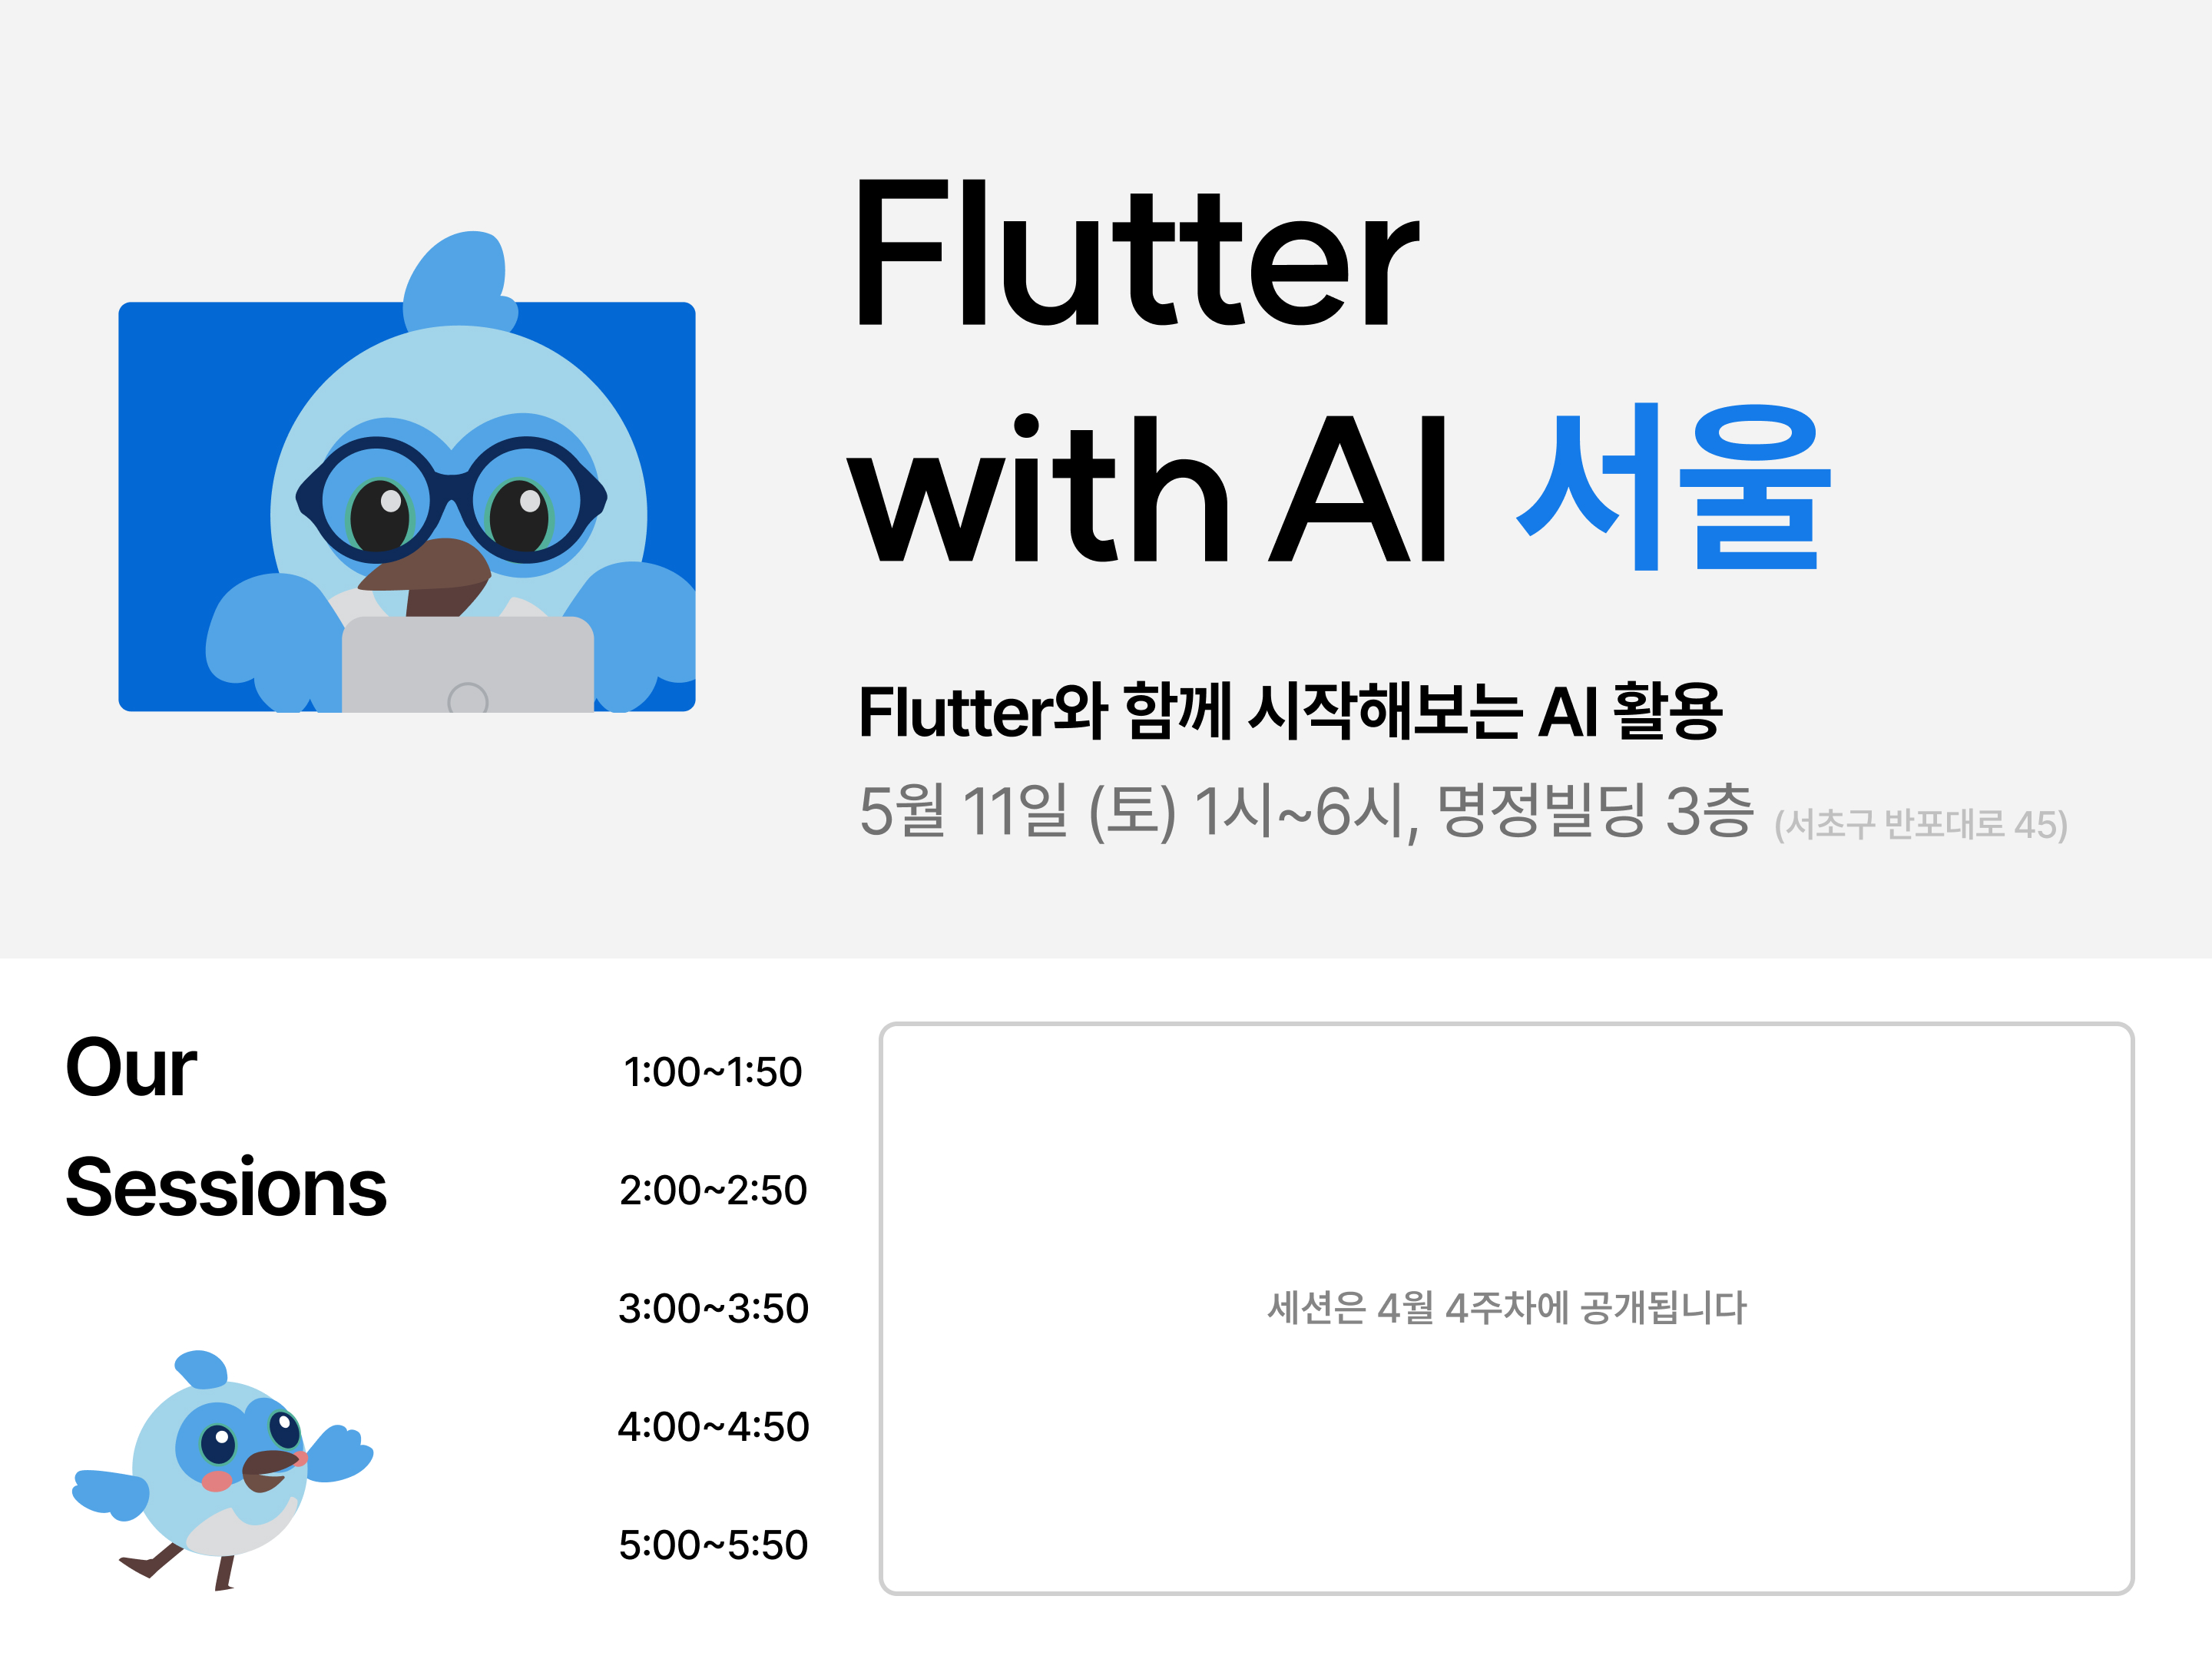 Flutter
with AI 서울
Flutter와 함께 시작해보는 AI 활용
5월 11일 (토) 1시~6시, 명정빌딩 3층 (서초구 반포대로 45)
Our
Sessions
1:00~1:50
2:00~2:50
3:00~3:50
4:00~4:50
5:00~5:50
세션은 4월 4주차에 공개됩니다